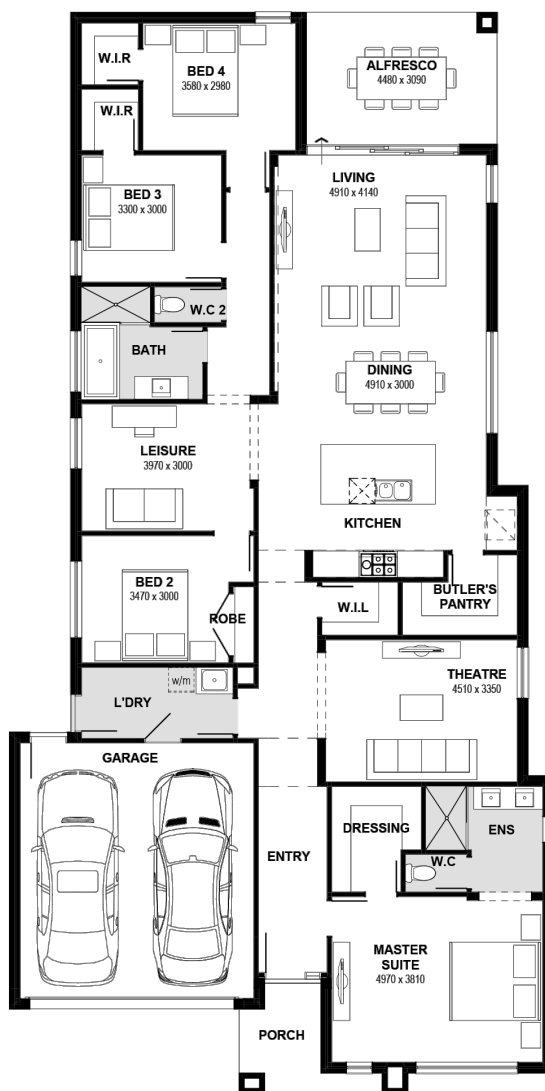 W.I.R
BED 4
3580 x 2980
ALFRESCO
4480 x 3090
W.I.R
BED 3
3300 x 3000
LIVING
4910 x 4140
W.C 2
BATH
DINING
4910 x 3000
LEISURE
3970 x 3000
KITCHEN
BED 2
3470 x 3000
ROBE
W.I.L
BUTLER'S
PANTRY
w/m
L'DRY
THEATRE
4510 x 3350
GARAGE
DRESSING
ENS
ENTRY
W.C
MASTER
SUITE
4970 x 3810
PORCH